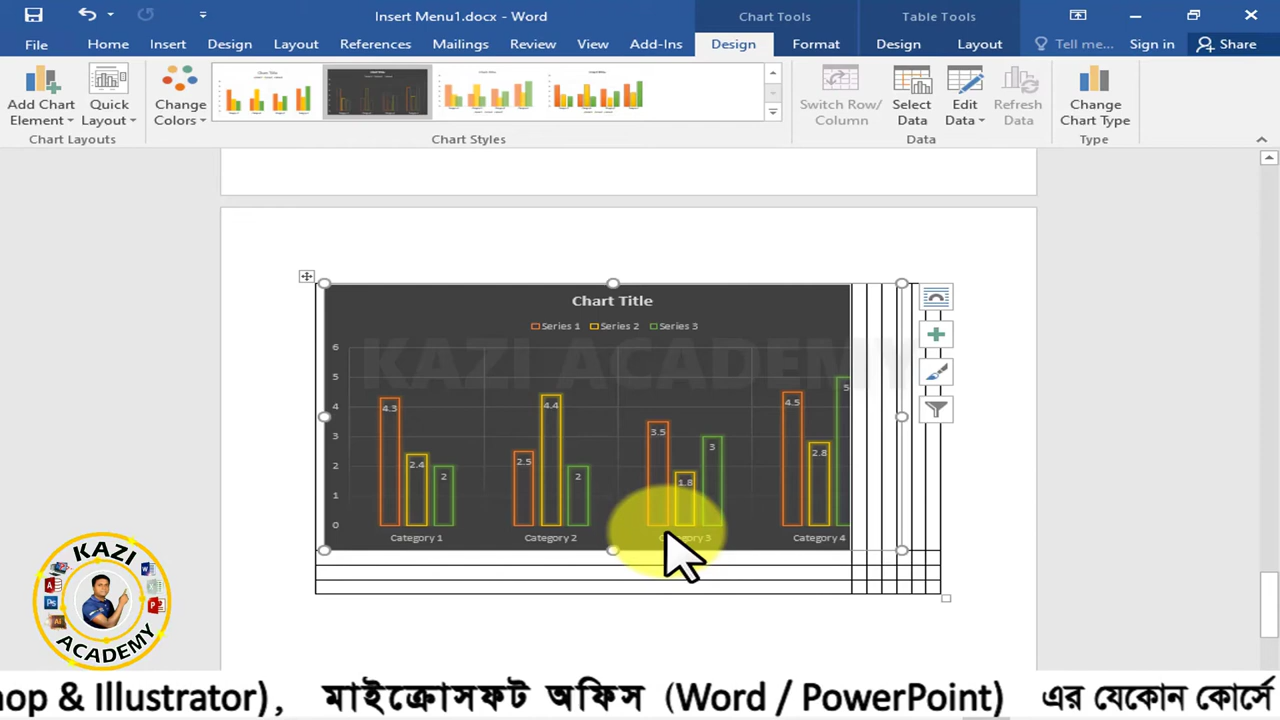 Insert Menu1.docx - Word
Chart Tools
Table Tools
File
Home
Insert
Design
Layout
References
Mailings
Review
View
Add-Ins
Design
Format
Design
Layout
Tell me...
Sign in
Share
Add Chart Element
Quick Layout
Change Colors
Switch Row/ Column
Select Data
Edit Data
Refresh Data
Change Chart Type
Chart Layouts
Chart Styles
Data
Type
Chart Title
Series 1 Series 2 Series 3
KAZI ACADEMY
6
5
4
3
2
1
0
4.3
2.4
2
2.5
4.4
2
3.5
1.8
3
4.5
2.8
5
Category 1
Category 2
Category 3
Category 4
KAZI
ACADEMY
hop & Illustrator), মাইক্রোসফট অফিস (Word / PowerPoint) এর যেকোন কোর্সে